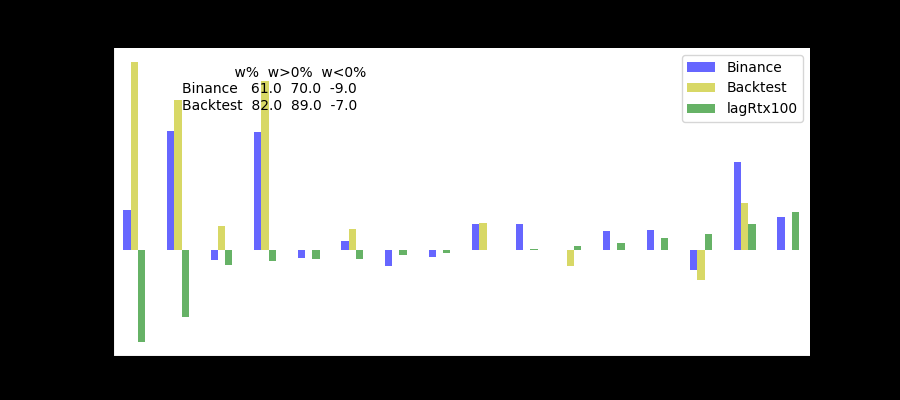 w% w>0% w<0%
Binance 61.0 70.0 -9.0
Backtest 82.0 89.0 -7.0
Binance
Backtest
lagRtx100